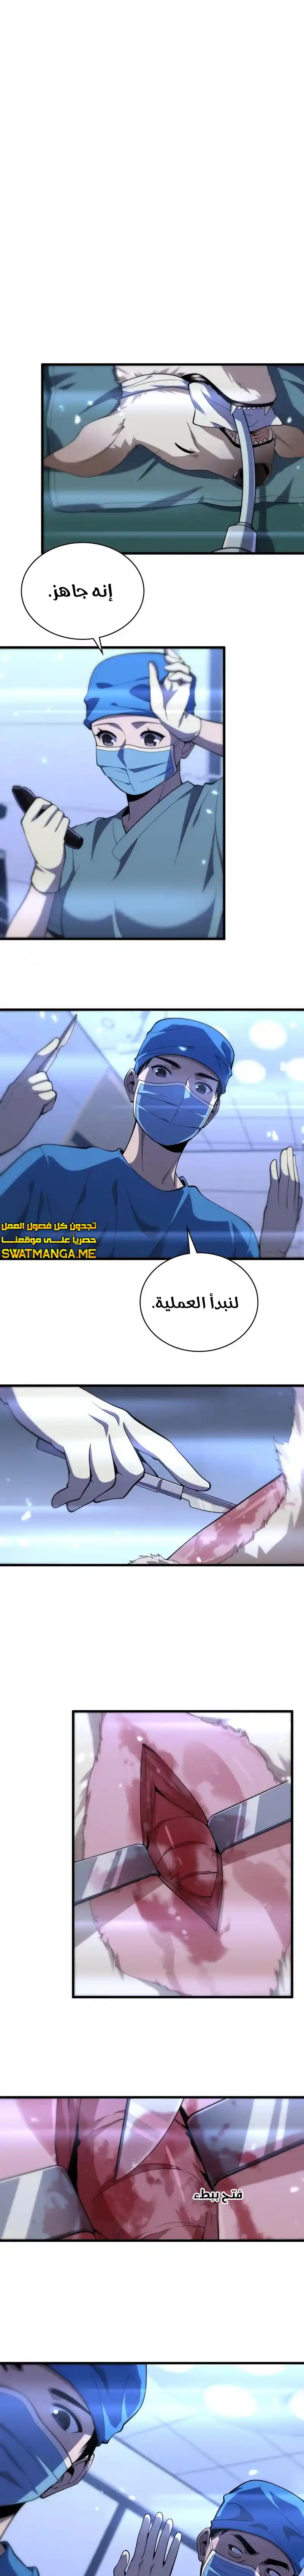 إنه جاهز.
تجدون كل فصول العمل
حصريا على موقعنا
SWATMANGA.ME
لنبدأ العملية.
فتح ببطء